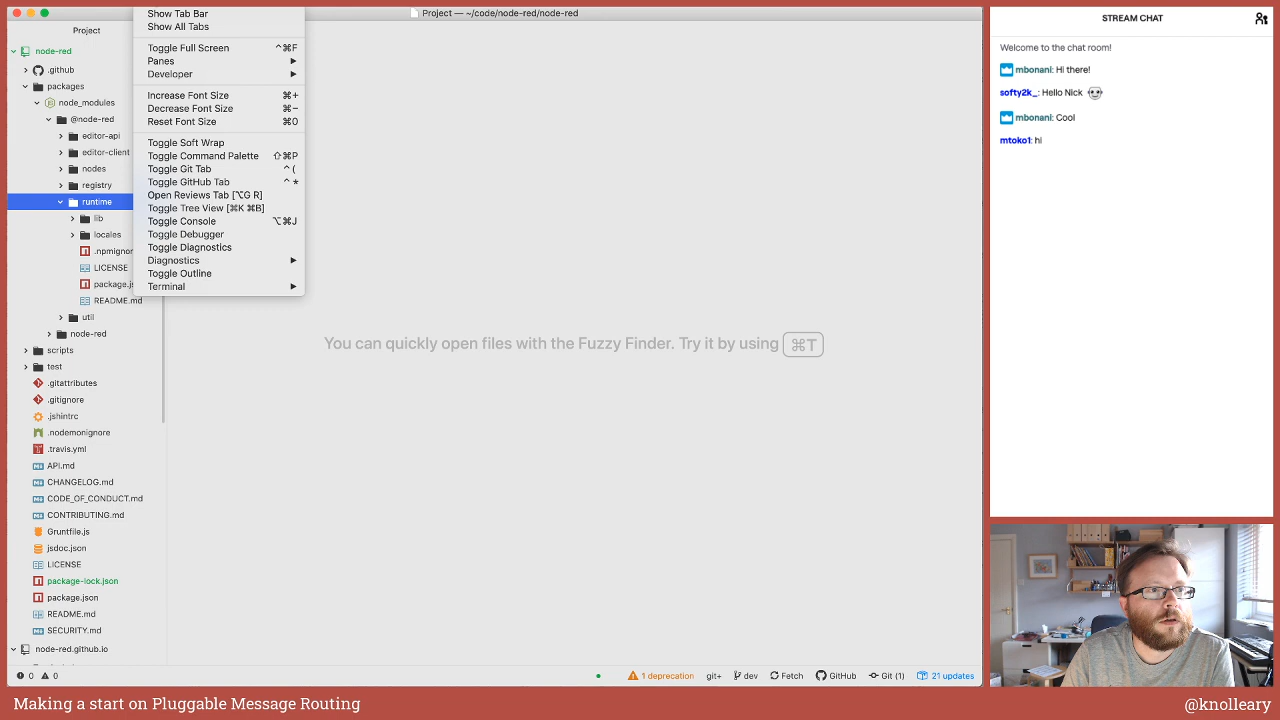 Project — ~/code/node-red/node-red
Project
node-red
.github
packages
node_modules
@node-red
editor-api
editor-client
nodes
registry
runtime
lib
locales
.npmignor
LICENSE
package.js
README.md
util
node-red
scripts
test
.gitattributes
.gitignore
.jshintrc
.nodemonignore
.travis.yml
API.md
CHANGELOG.md
CODE_OF_CONDUCT.md
CONTRIBUTING.md
Gruntfile.js
jsdoc.json
LICENSE
package-lock.json
package.json
README.md
SECURITY.md
node-red.github.io
Show Tab Bar
Show All Tabs
Toggle Full Screen ^⌘F
Panes
Developer
Increase Font Size ⌘+
Decrease Font Size ⌘−
Reset Font Size ⌘0
Toggle Soft Wrap
Toggle Command Palette ⇧⌘P
Toggle Git Tab ^(
Toggle GitHub Tab ^*
Open Reviews Tab [⌥G R]
Toggle Tree View [⌘K ⌘B]
Toggle Console ⌥⌘J
Toggle Debugger
Toggle Diagnostics
Diagnostics
Toggle Outline
Terminal
You can quickly open files with the Fuzzy Finder. Try it by using ⌘T
0 0 1 deprecation git+ dev Fetch GitHub Git (1) 21 updates
STREAM CHAT
Welcome to the chat room!
mbonani: Hi there!
softy2k_: Hello Nick
mbonani: Cool
mtoko1: hi
Making a start on Pluggable Message Routing
@knolleary